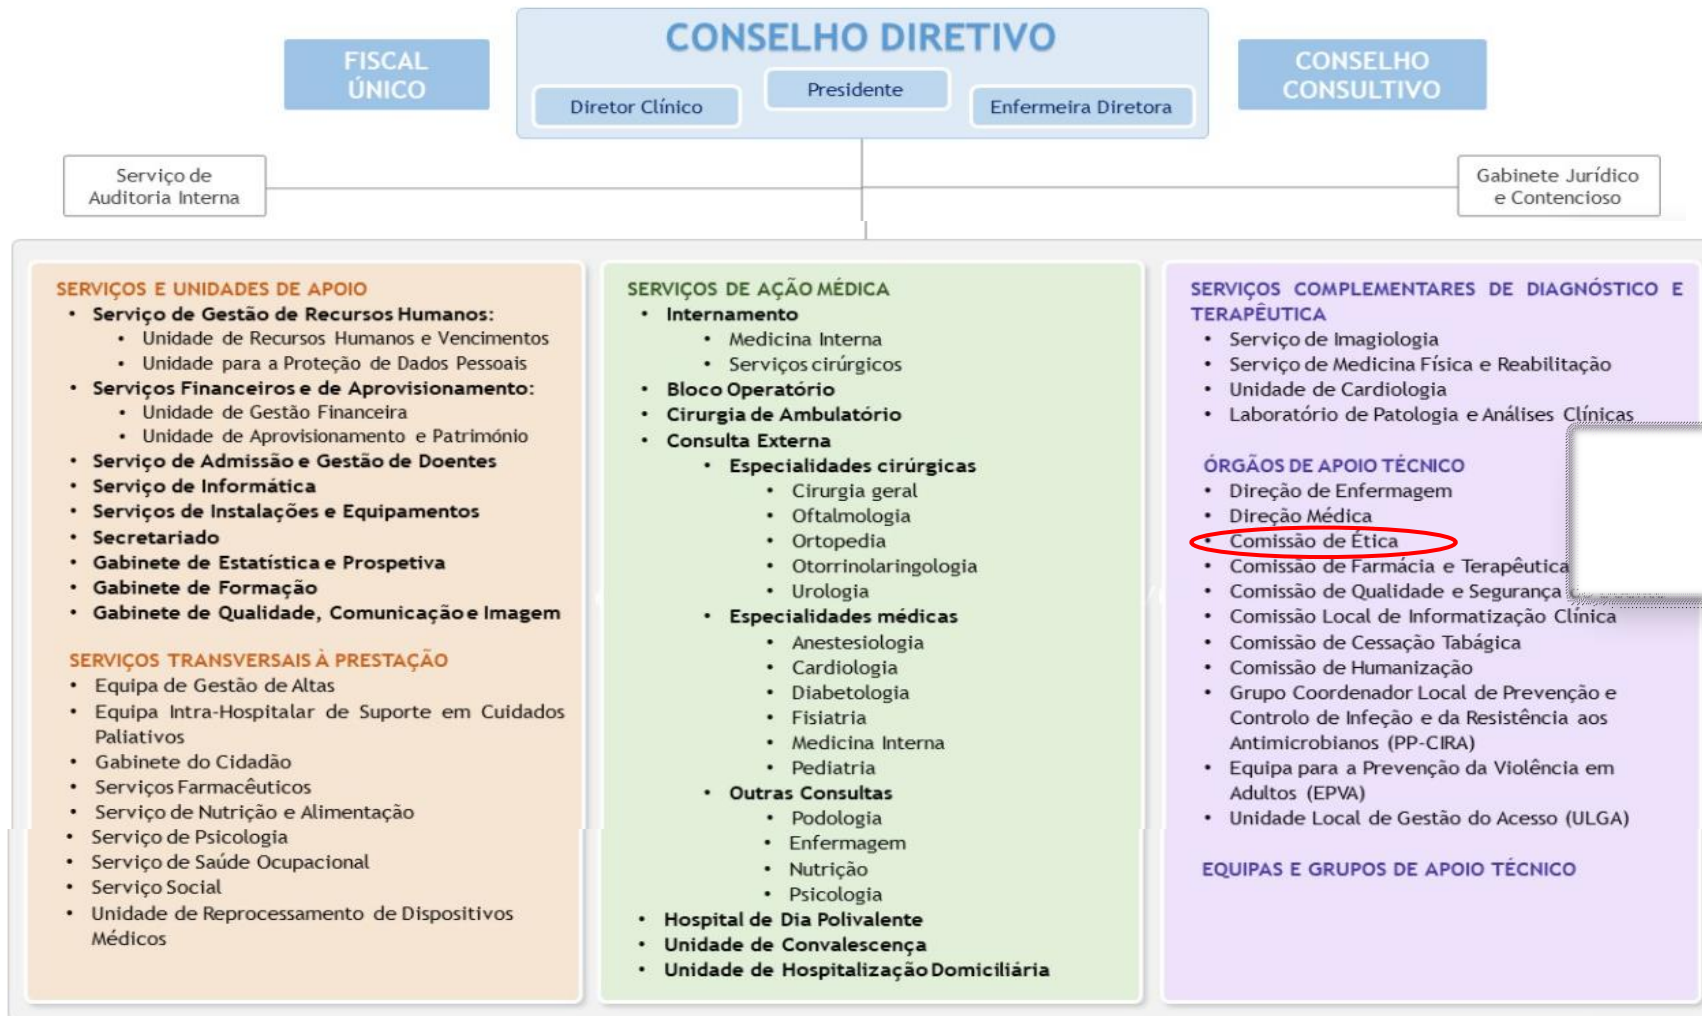 CONSELHO DIRETIVO
FISCAL
ÚNICO
Diretor Clínico
Presidente
Enfermeira Diretora
CONSELHO
CONSULTIVO
Serviço de
Auditoria Interna
Gabinete Jurídico
e Contencioso
SERVIÇOS E UNIDADES DE APOIO
• Serviço de Gestão de Recursos Humanos:
• Unidade de Recursos Humanos e Vencimentos
• Unidade para a Proteção de Dados Pessoais
• Serviços Financeiros e de Aprovisionamento:
• Unidade de Gestão Financeira
• Unidade de Aprovisionamento e Património
• Serviço de Admissão e Gestão de Doentes
• Serviço de Informática
• Serviços de Instalações e Equipamentos
• Secretariado
• Gabinete de Estatística e Prospetiva
• Gabinete de Formação
• Gabinete de Qualidade, Comunicação e Imagem
SERVIÇOS TRANSVERSAIS À PRESTAÇÃO
• Equipa de Gestão de Altas
• Equipa Intra-Hospitalar de Suporte em Cuidados
Paliativos
• Gabinete do Cidadão
• Serviços Farmacêuticos
• Serviço de Nutrição e Alimentação
• Serviço de Psicologia
• Serviço de Saúde Ocupacional
• Serviço Social
• Unidade de Reprocessamento de Dispositivos
Médicos
SERVIÇOS DE AÇÃO MÉDICA
• Internamento
• Medicina Interna
• Serviços cirúrgicos
• Bloco Operatório
• Cirurgia de Ambulatório
• Consulta Externa
• Especialidades cirúrgicas
• Cirurgia geral
• Oftalmologia
• Ortopedia
• Otorrinolaringologia
• Urologia
• Especialidades médicas
• Anestesiologia
• Cardiologia
• Diabetologia
• Fisiatria
• Medicina Interna
• Pediatria
• Outras Consultas
• Podologia
• Enfermagem
• Nutrição
• Psicologia
• Hospital de Dia Polivalente
• Unidade de Convalescença
• Unidade de Hospitalização Domiciliária
SERVIÇOS COMPLEMENTARES DE DIAGNÓSTICO E
TERAPÊUTICA
• Serviço de Imagiologia
• Serviço de Medicina Física e Reabilitação
• Unidade de Cardiologia
• Laboratório de Patologia e Análises Clínicas
ÓRGÃOS DE APOIO TÉCNICO
• Direção de Enfermagem
• Direção Médica
• Comissão de Ética
• Comissão de Farmácia e Terapêutica
• Comissão de Qualidade e Segurança
• Comissão Local de Informatização Clínica
• Comissão de Cessação Tabágica
• Comissão de Humanização
• Grupo Coordenador Local de Prevenção e
Controlo de Infeção e da Resistência aos
Antimicrobianos (PP-CIRA)
• Equipa para a Prevenção da Violência em
Adultos (EPVA)
• Unidade Local de Gestão do Acesso (ULGA)
EQUIPAS E GRUPOS DE APOIO TÉCNICO